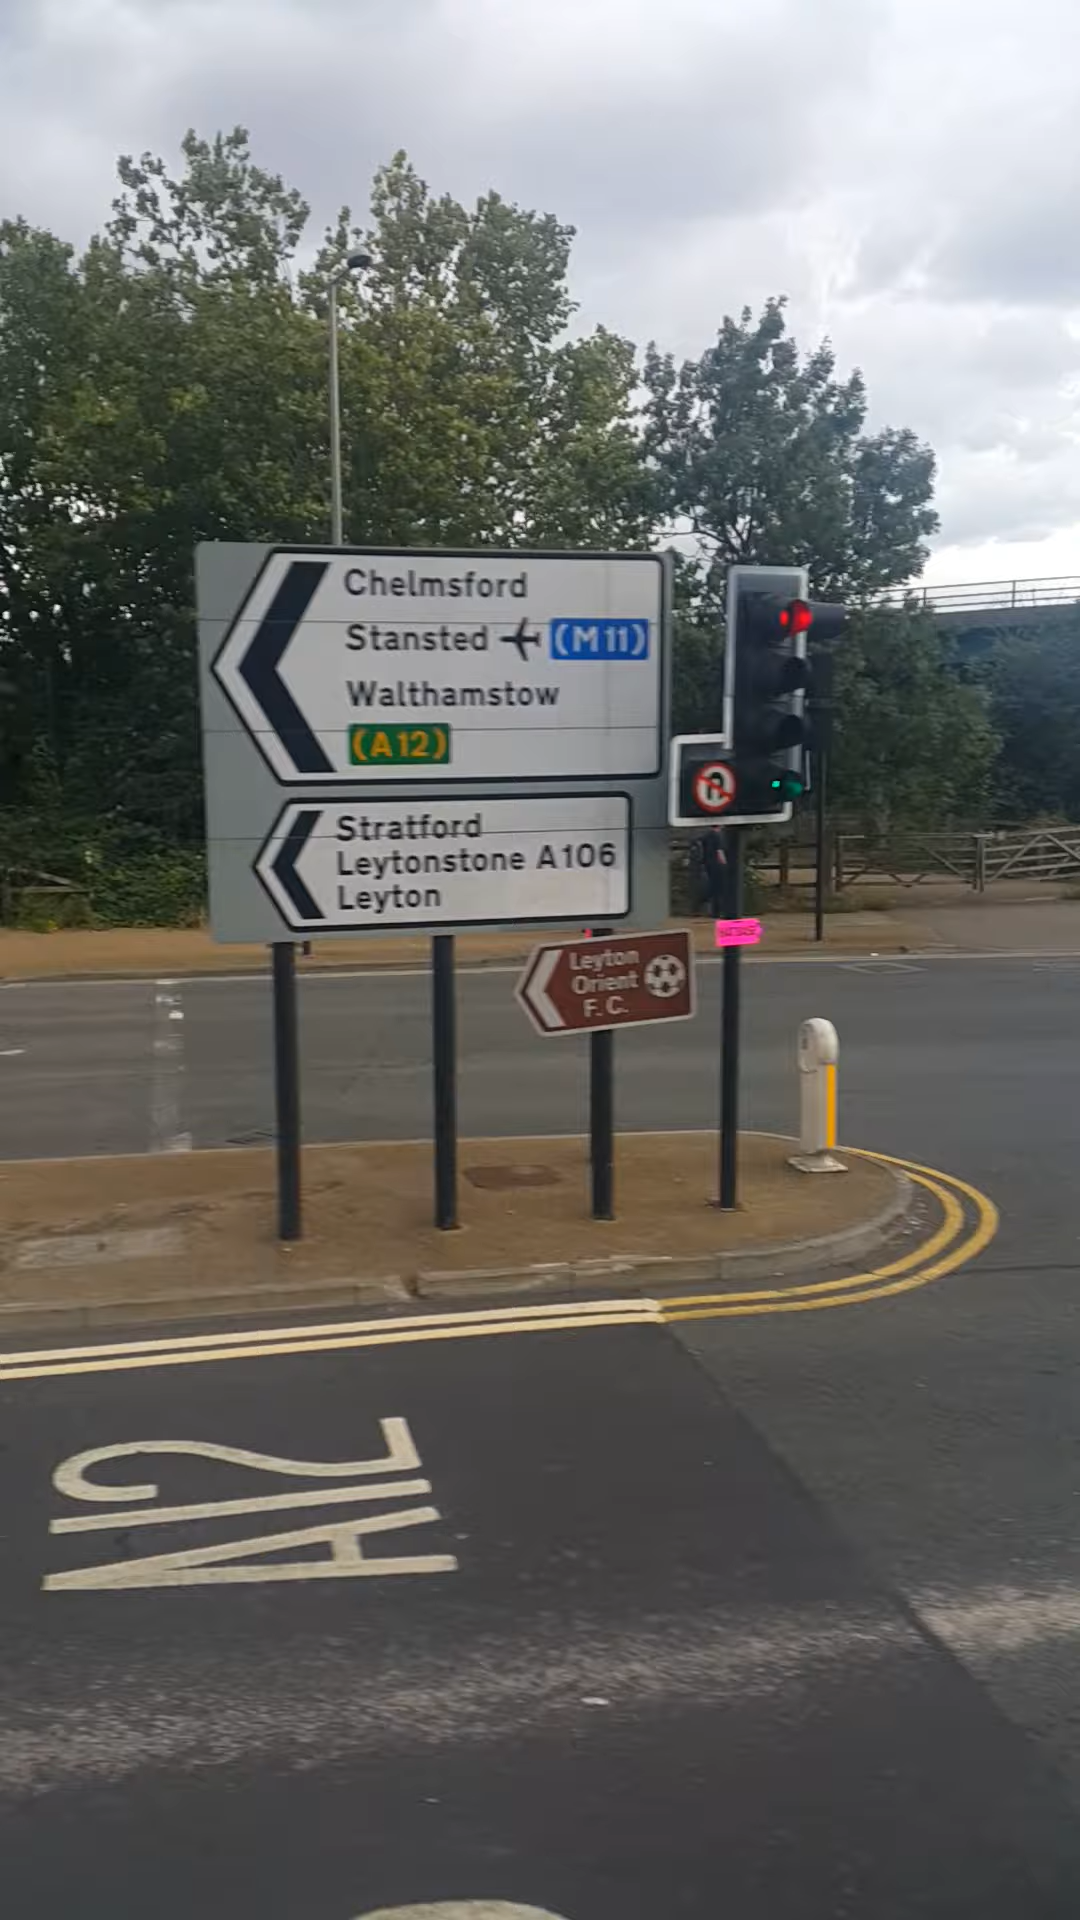 Chelmsford
Stansted (M11)
Walthamstow
(A12)
Stratford
Leytonstone A106
Leyton
Leyton
Orient
F.C.
A12